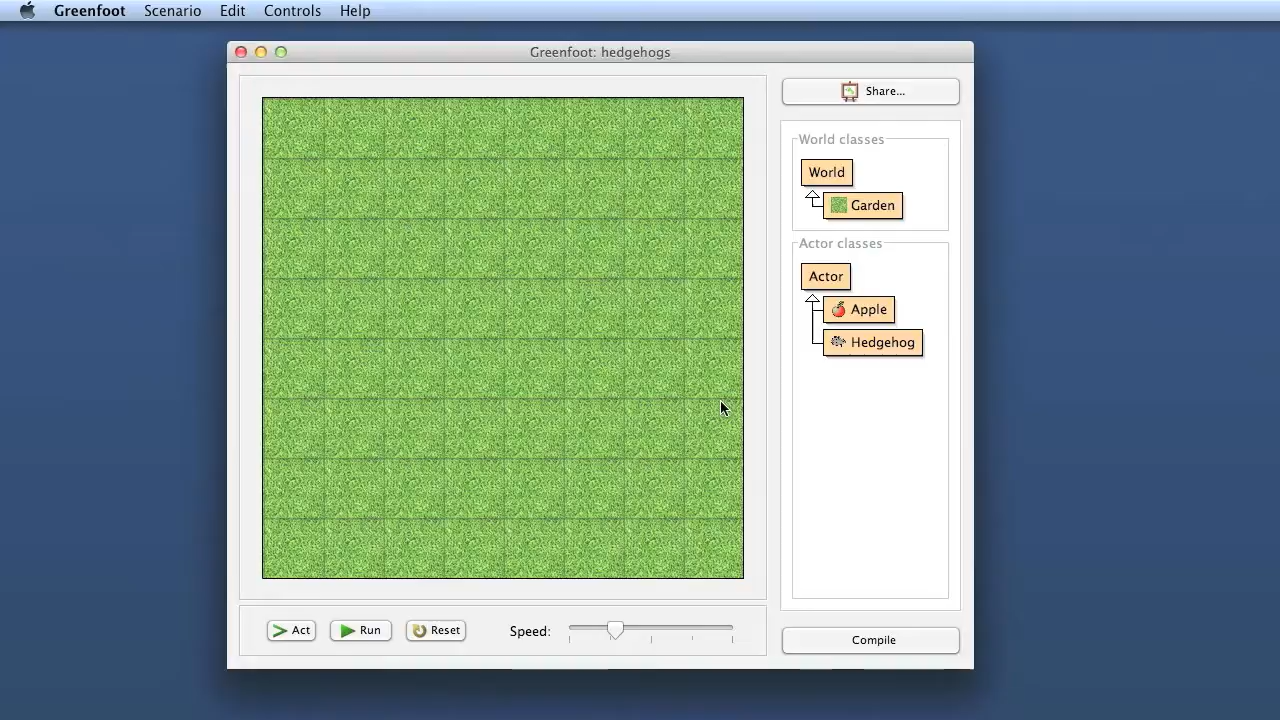 Greenfoot Scenario Edit Controls Help
Greenfoot: hedgehogs
Share...
World classes
World
Garden
Actor classes
Actor
Apple
Hedgehog
Act Run Reset Speed:
Compile